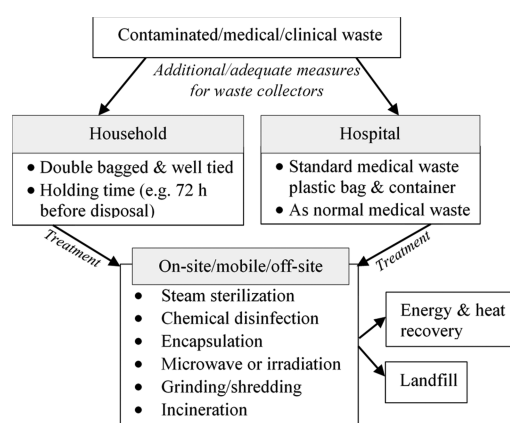 Contaminated/medical/clinical waste
Additional/adequate measures
for waste collectors
Household
• Double bagged & well tied
• Holding time (e.g. 72 h
before disposal)
Hospital
• Standard medical waste
plastic bag & container
• As normal medical waste
Treatment
Treatment
On-site/mobile/off-site
• Steam sterilization
• Chemical disinfection
• Encapsulation
• Microwave or irradiation
• Grinding/shredding
• Incineration
Energy & heat
recovery
Landfill